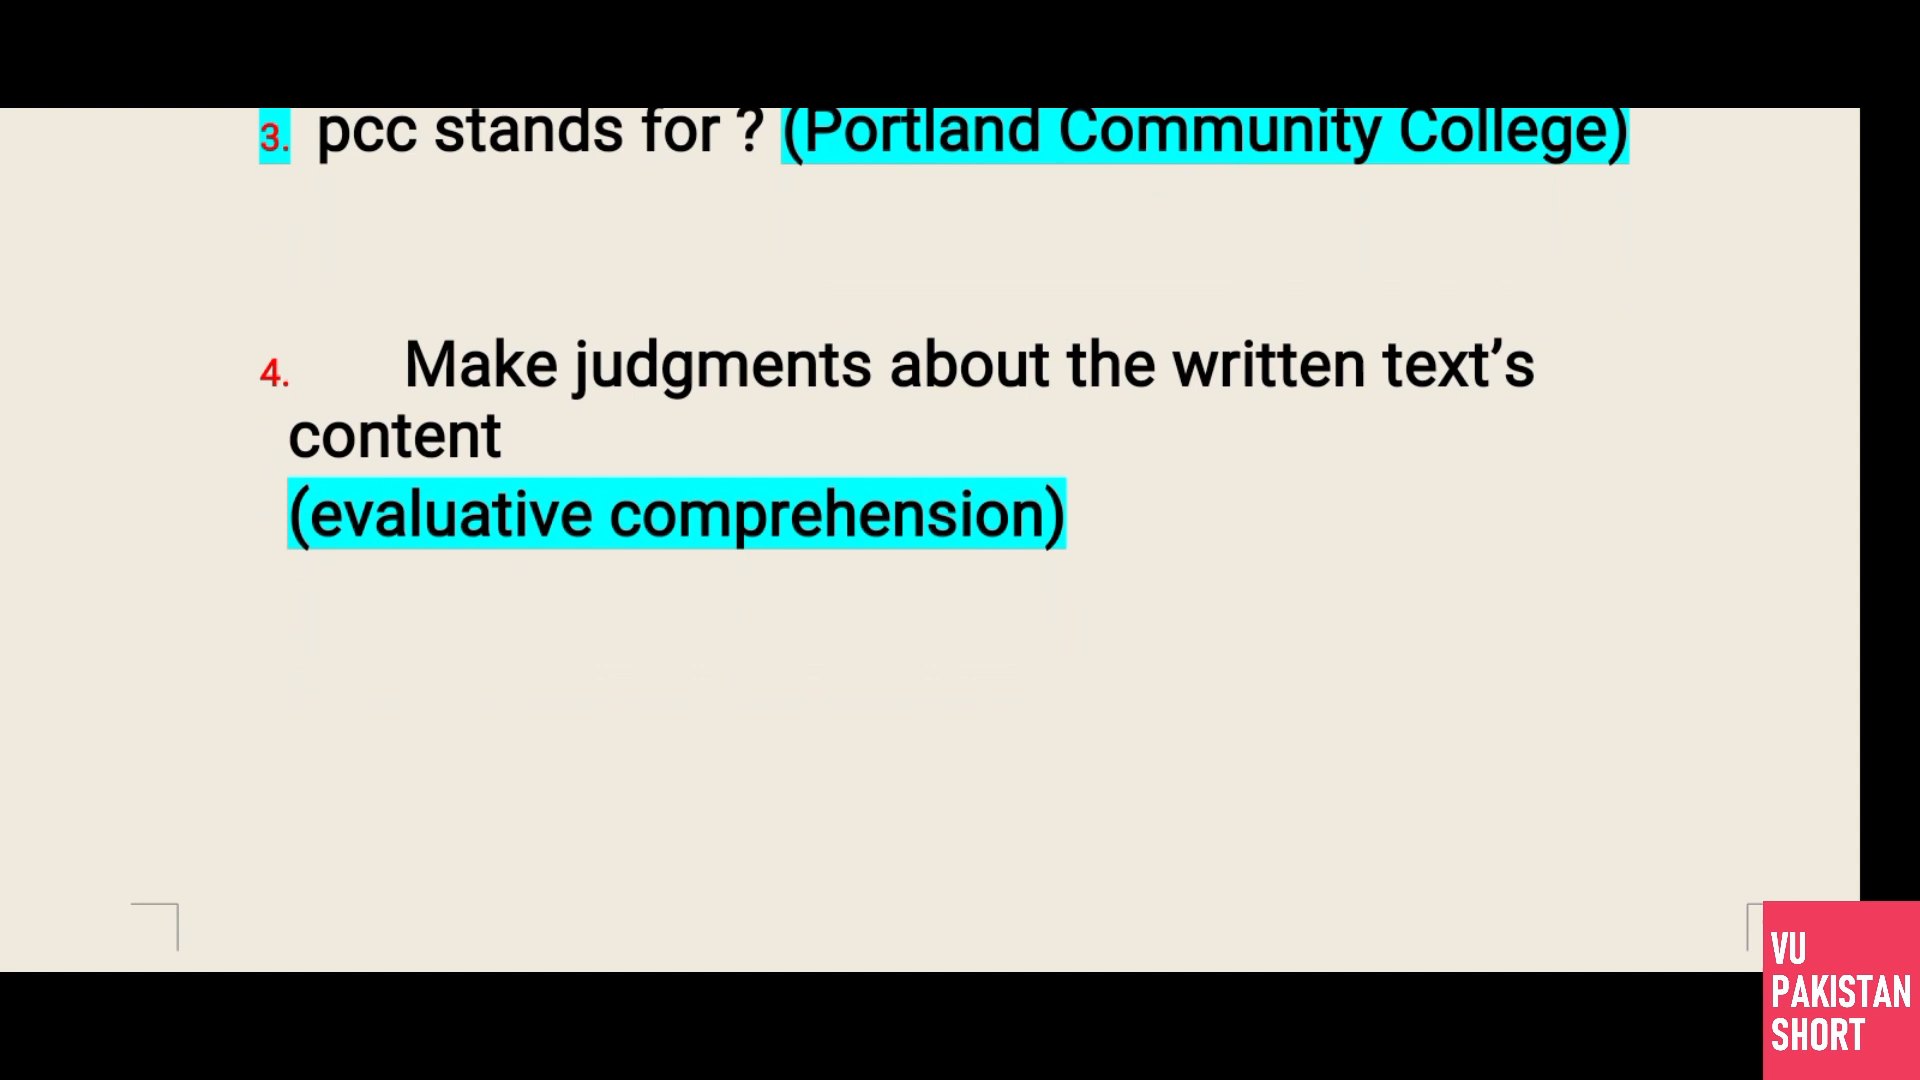 3. pcc stands for ? (Portland Community College)
4. Make judgments about the written text’s
content
(evaluative comprehension)
VU
PAKISTAN
SHORT